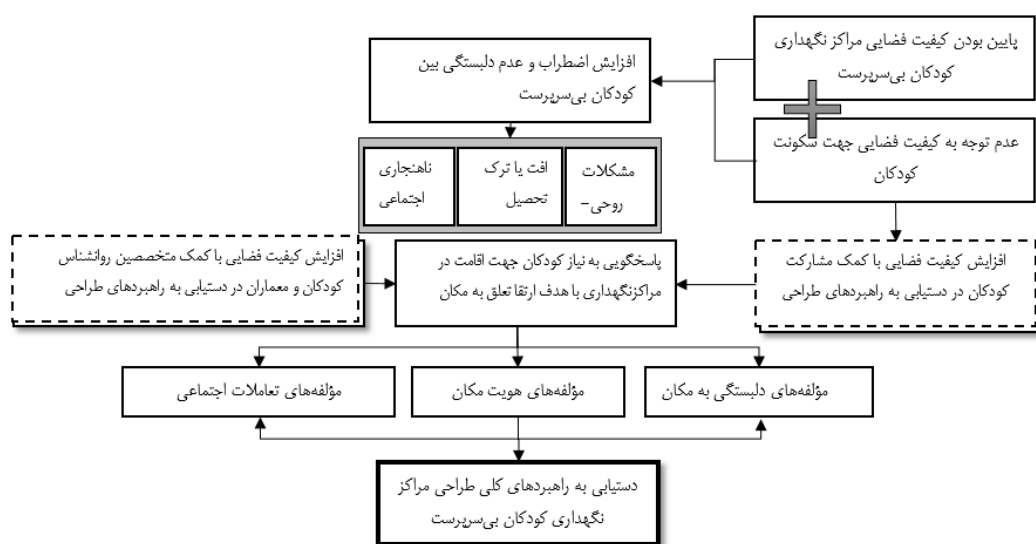 پایین بودن کیفیت فضایی مراکز نگهداری
کودکان بی‌سرپرست
عدم توجه به کیفیت فضایی جهت سکونت
کودکان
افزایش اضطراب و عدم دلبستگی بین
کودکان بی‌سرپرست
مشکلات
روحی-
افت یا ترک
تحصیل
ناهنجاری
اجتماعی
افزایش کیفیت فضایی با کمک مشارکت
کودکان در دستیابی به راهبردهای طراحی
پاسخگویی به نیاز کودکان جهت اقامت در
مراکزنگهداری با هدف ارتقا تعلق به مکان
افزایش کیفیت فضایی با کمک متخصصین روانشناس
کودکان و معماران در دستیابی به راهبردهای طراحی
مؤلفه‌های دلبستگی به مکان
مؤلفه‌های هویت مکان
مؤلفه‌های تعاملات اجتماعی
دستیابی به راهبردهای کلی طراحی مراکز
نگهداری کودکان بی‌سرپرست